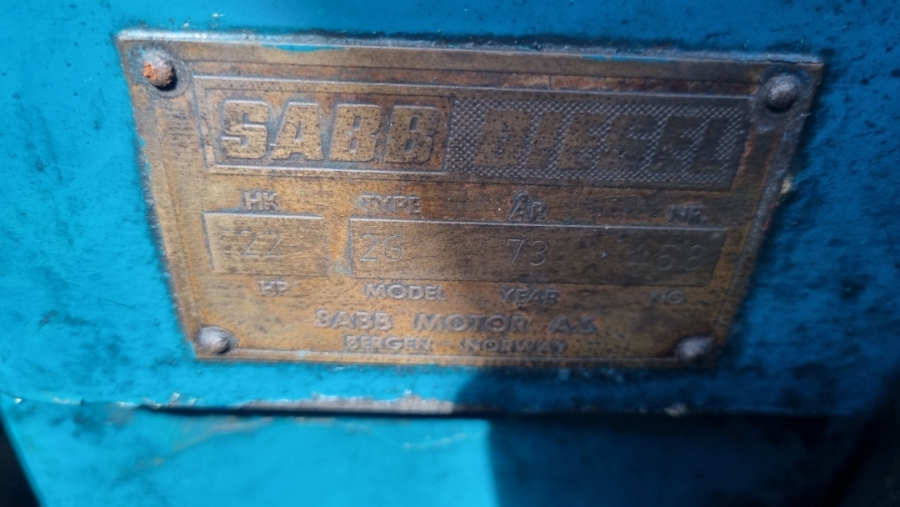 SABB DIESEL
HK TYPE ÅR NR.
22 2G 73
HP MODEL YEAR NO
SABB MOTOR A.S
BERGEN NORWAY